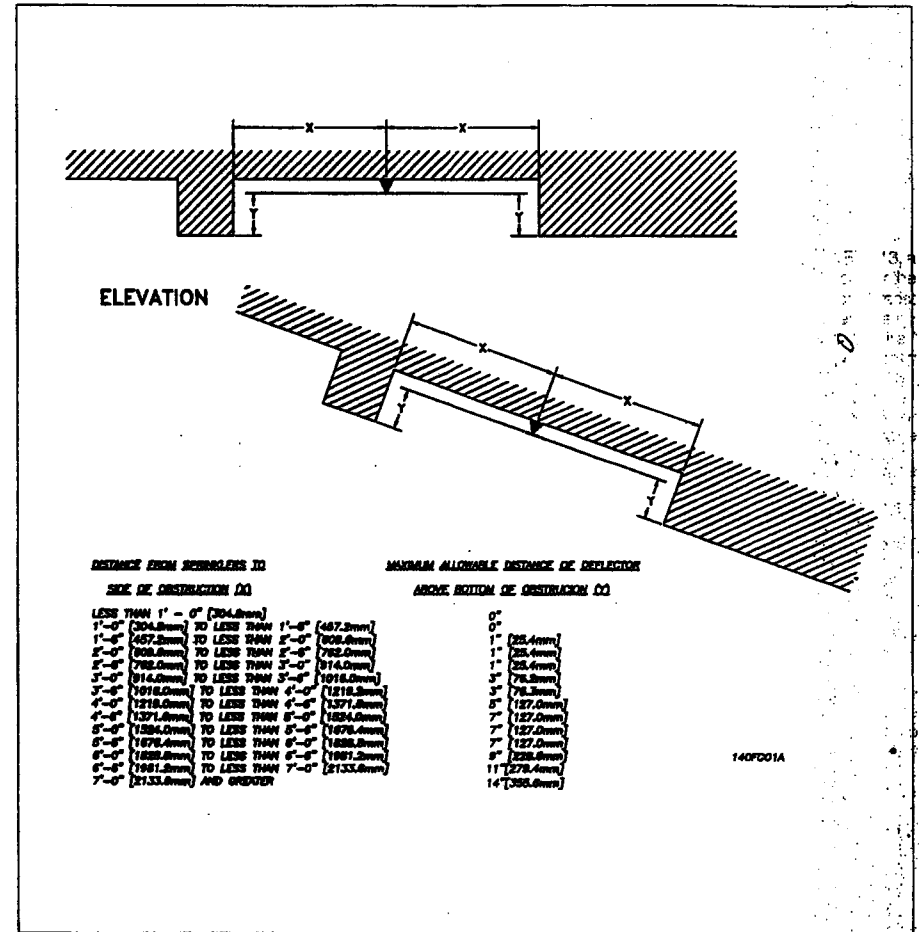 X X
Y Y
ELEVATION
X
X
Y
Y
DISTANCE FROM SPRINKLERS TO
SIDE OF OBSTRUCTION (X)
MAXIMUM ALLOWABLE DISTANCE OF DEFLECTOR
ABOVE BOTTOM OF OBSTRUCION (Y)
LESS THAN 1' - 0" [304.8mm] 0"
1'-0" [304.8mm] TO LESS THAN 1'-6" [457.2mm] 0"
1'-6" [457.2mm] TO LESS THAN 2'-0" [609.6mm] 1" [25.4mm]
2'-0" [609.6mm] TO LESS THAN 2'-6" [762.0mm] 1" [25.4mm]
2'-6" [762.0mm] TO LESS THAN 3'-0" [914.0mm] 1" [25.4mm]
3'-0" [914.0mm] TO LESS THAN 3'-6" [1016.0mm] 3" [76.2mm]
3'-6" [1016.0mm] TO LESS THAN 4'-0" [1219.2mm] 3" [76.2mm]
4'-0" [1219.0mm] TO LESS THAN 4'-6" [1371.6mm] 5" [127.0mm]
4'-6" [1371.6mm] TO LESS THAN 5'-0" [1524.0mm] 7" [127.0mm]
5'-0" [1524.0mm] TO LESS THAN 5'-6" [1676.4mm] 7" [127.0mm]
5'-6" [1676.4mm] TO LESS THAN 6'-0" [1828.8mm] 7" [127.0mm]
6'-0" [1828.8mm] TO LESS THAN 6'-6" [1981.2mm] 9" [228.6mm]
6'-6" [1981.2mm] TO LESS THAN 7'-0" [2133.6mm] 11" [279.4mm]
7'-0" [2133.6mm] AND GREATER 14" [355.6mm]
140FD01A